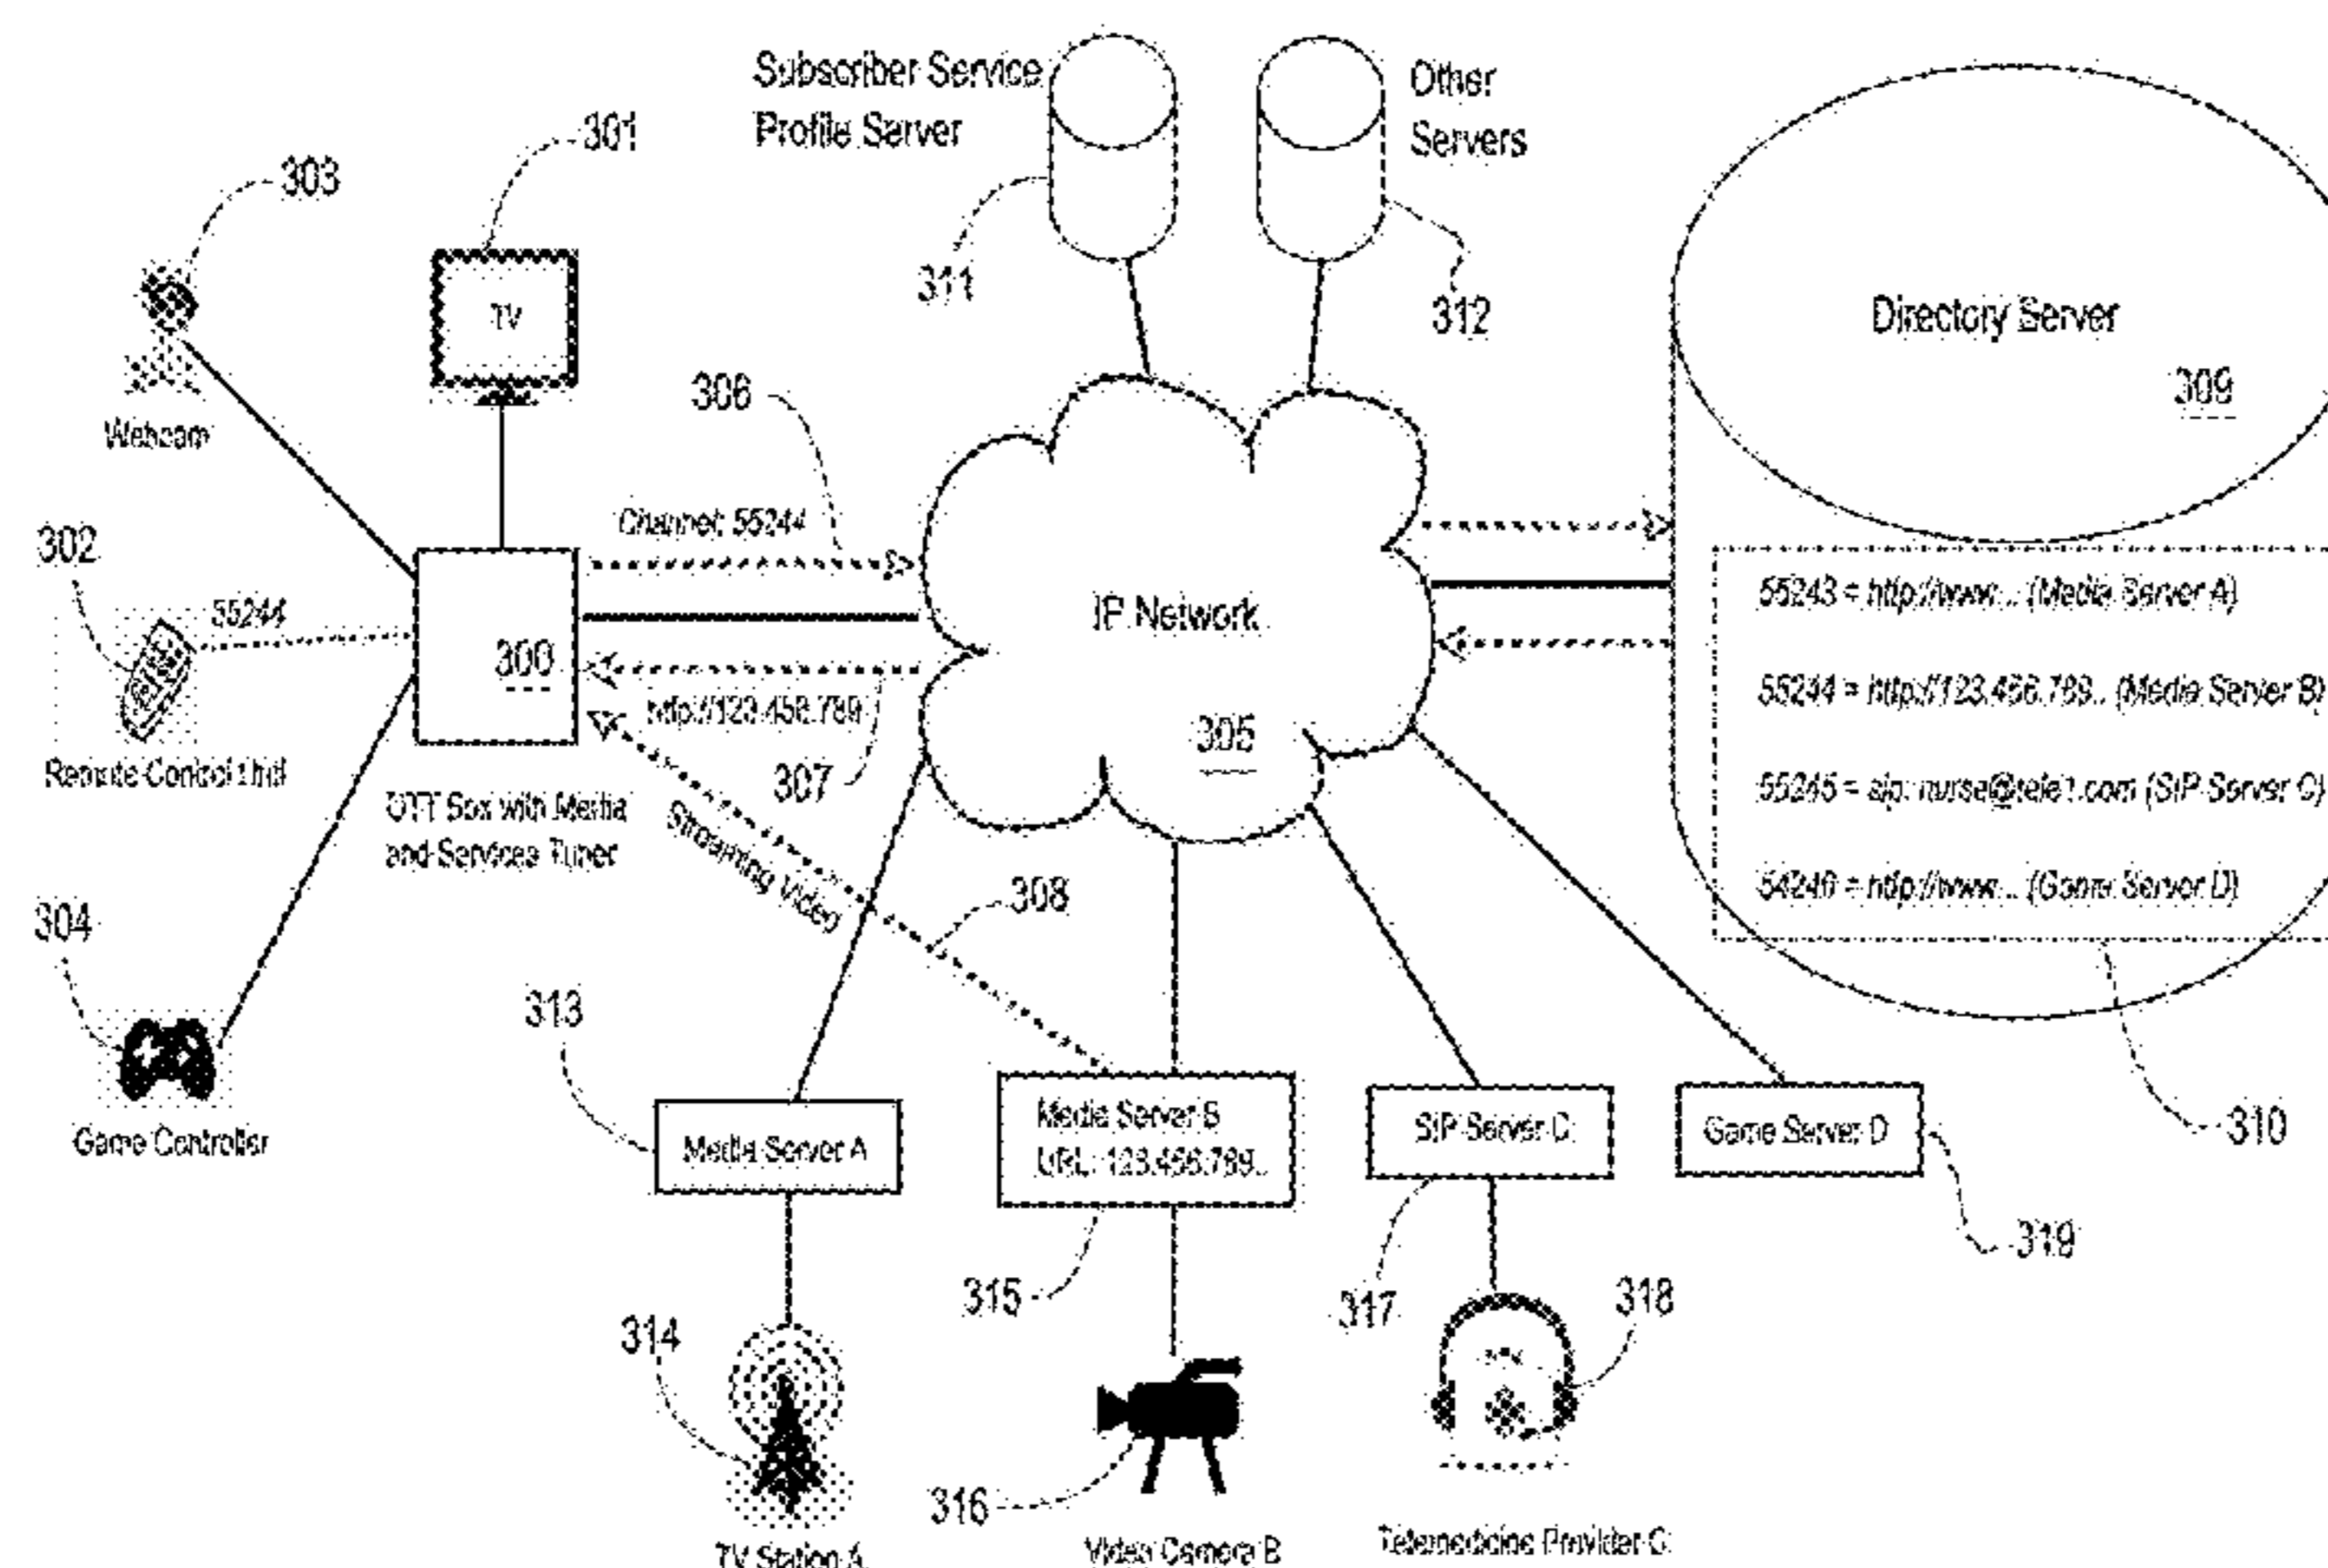 Subscriber Service
Profile Server
Other
Servers
301
303
311
312
TV
Directory Server
309
306
Webcam
Channel: 55244
302
55244
300
IP Network
305
http://123.456.789
307
Remote Control Unit
OTT Box with Media
and Services Tuner
Streaming Video
308
55243 = http://www... (Media Server A)
55244 = http://123.456.789.. (Media Server B)
55245 = sip: nurse@tele1.com (SIP Server C)
= http://www... (Game Server D)
304
313
310
Game Controller
Media Server A
Media Server B
URL: 123.456.789..
SIP Server C
Game Server D
319
315
317
318
314
316
TV Station A
Video Camera B
Telemedicine Provider C